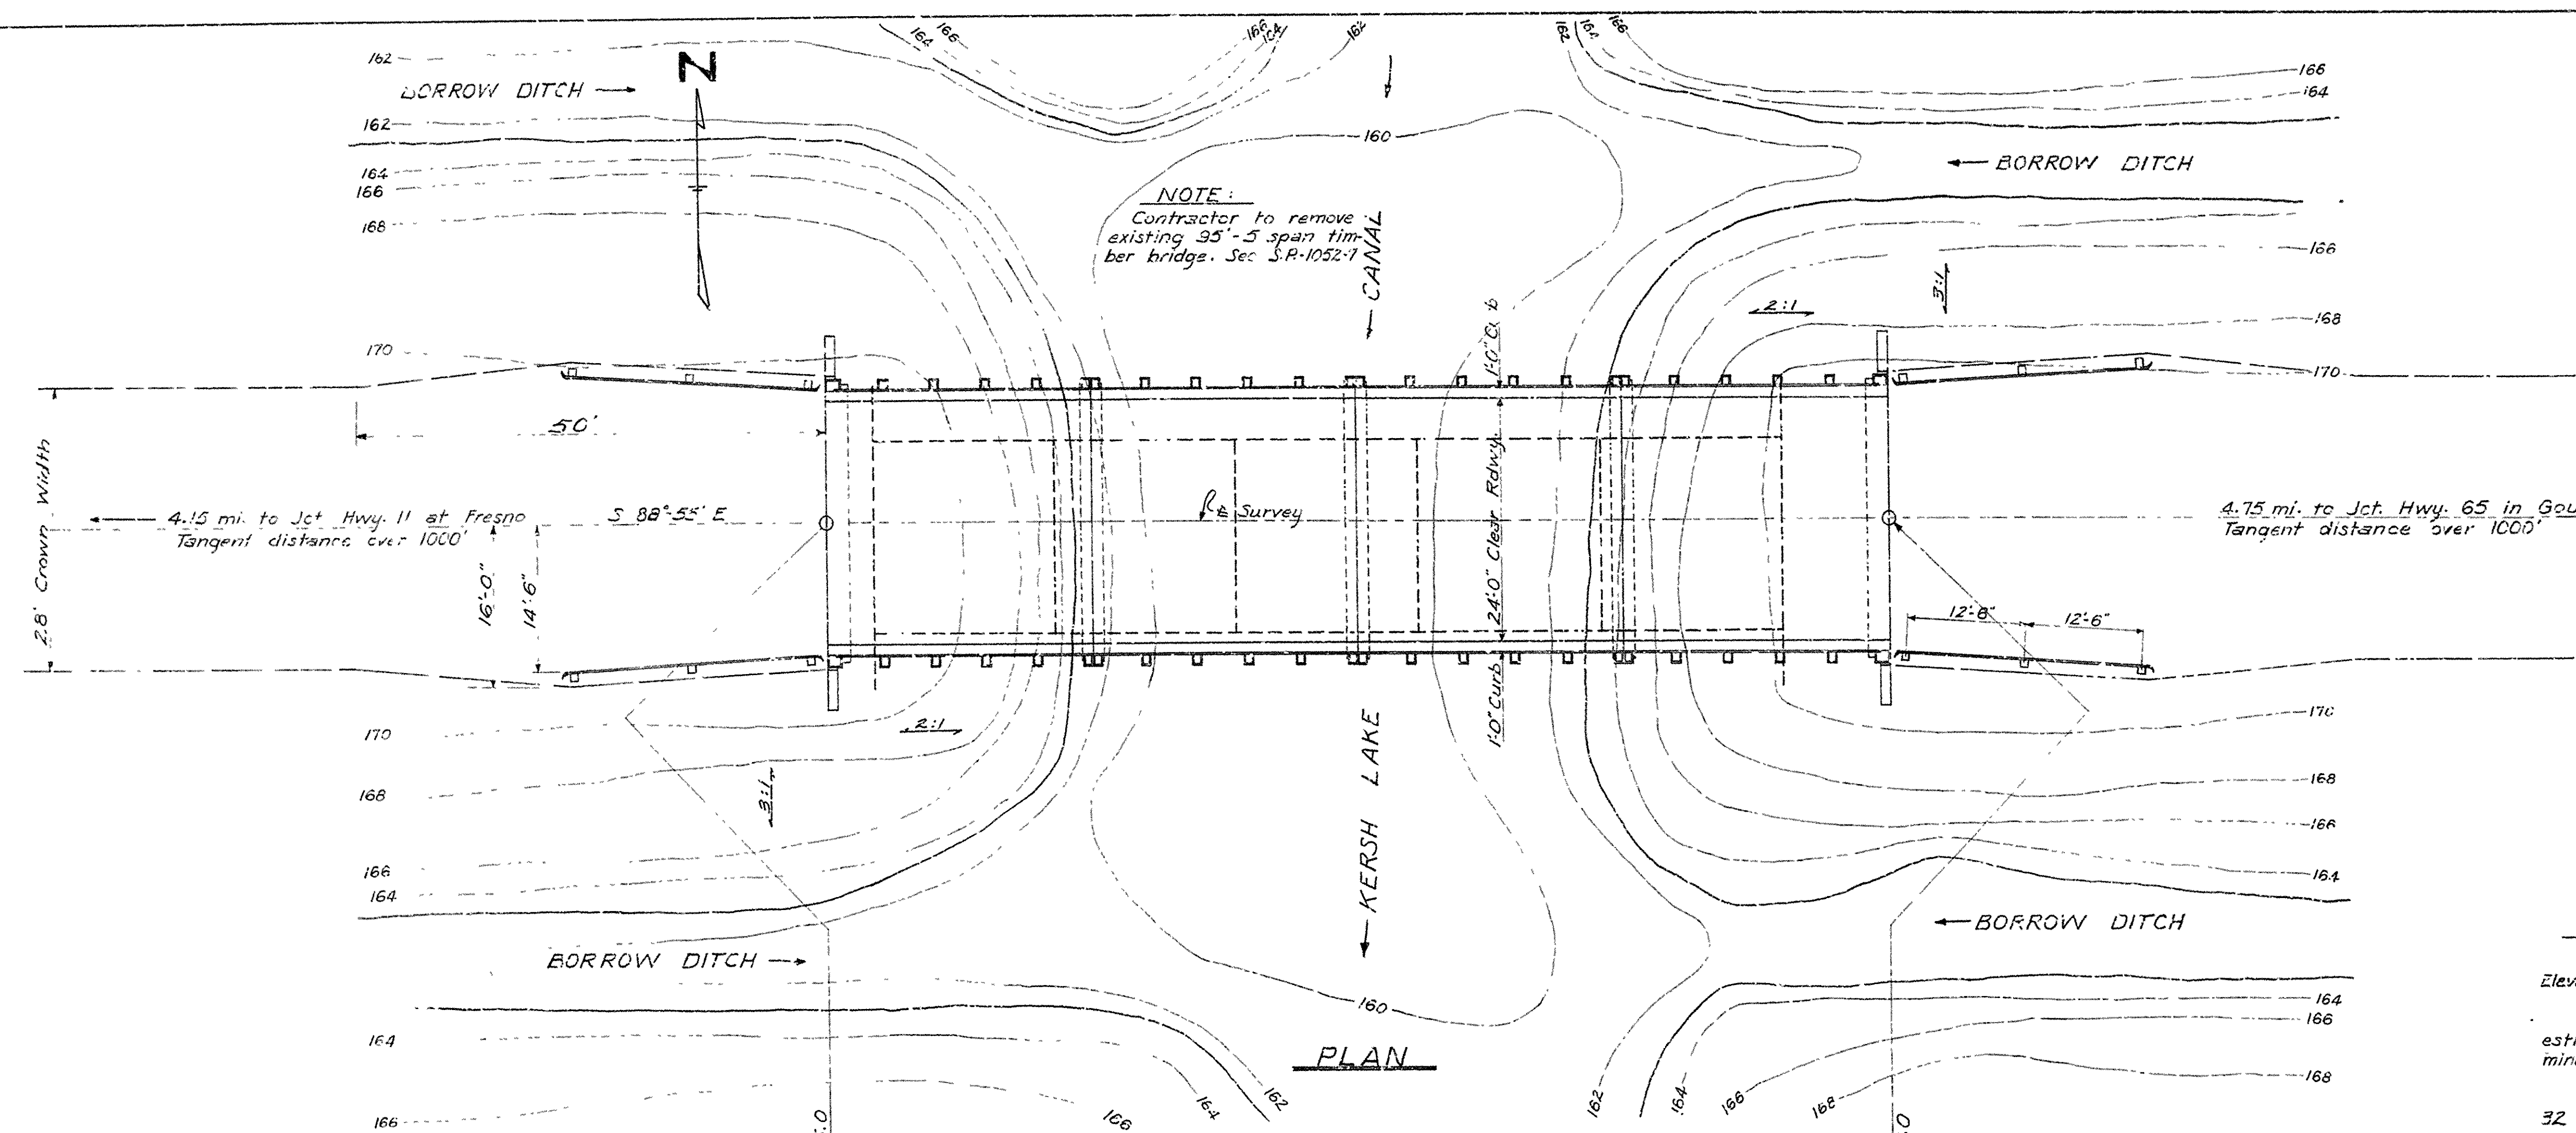 N
162
BORROW DITCH
162
164
166
168
170
164
166
166
164
162
162
164
166
166
164
160
BORROW DITCH
NOTE:
Contractor to remove
existing 95'-5 span tim-
ber bridge. See S.P.-1052-7
CANAL
166
3:1
2:1
168
170
50'
28' Crown Width
4.15 mi. to Jct. Hwy. 11 at Fresno
Tangent distance over 1000'
S 88°-55' E
16'-0"
14'-6"
℄ Survey
1'-0"
24'-0" Clear Rdwy.
1'-0" Curb
4.75 mi. to Jct. Hwy. 65 in Gou
Tangent distance over 1000'
12'-6"
170
2:1
168
3:1
166
164
BORROW DITCH
KERSH LAKE
170
168
166
164
BORROW DITCH
160
PLAN
164
166
164
162
166
162
164
166
168
164
166
168
Elev
esti
min
32